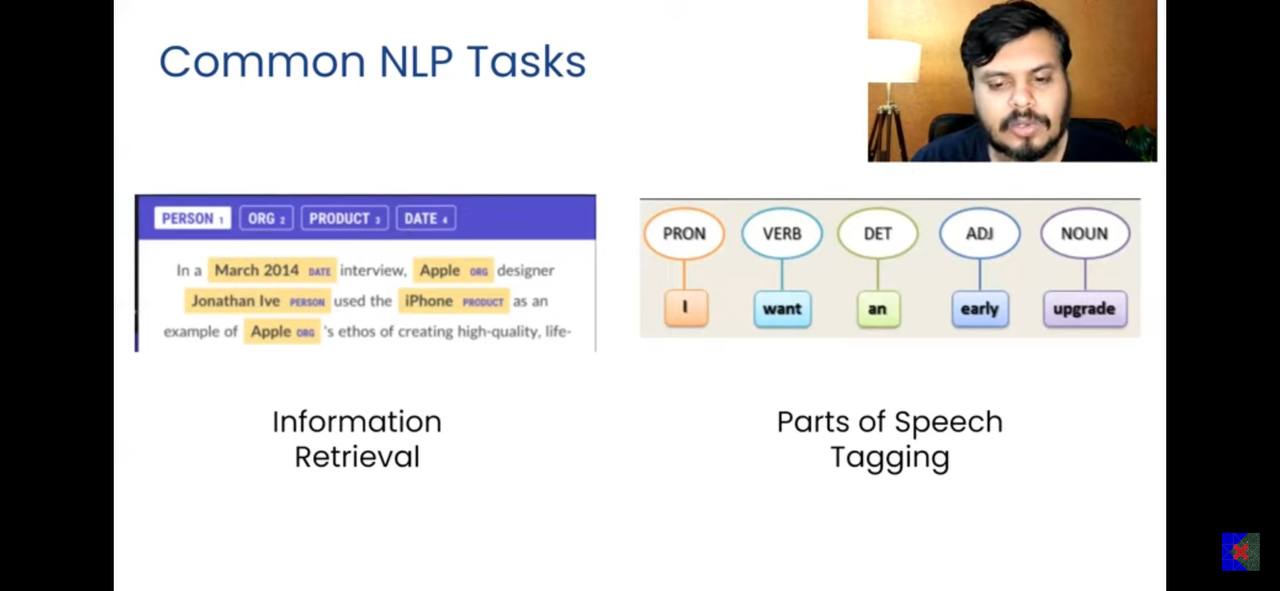 Common NLP Tasks
PERSON 1 ORG 2 PRODUCT 3 DATE 4
In a March 2014 DATE interview, Apple ORG designer
Jonathan Ive PERSON used the iPhone PRODUCT as an
example of Apple ORG 's ethos of creating high-quality, life-
PRON VERB DET ADJ NOUN
I want an early upgrade
Information
Retrieval
Parts of Speech
Tagging